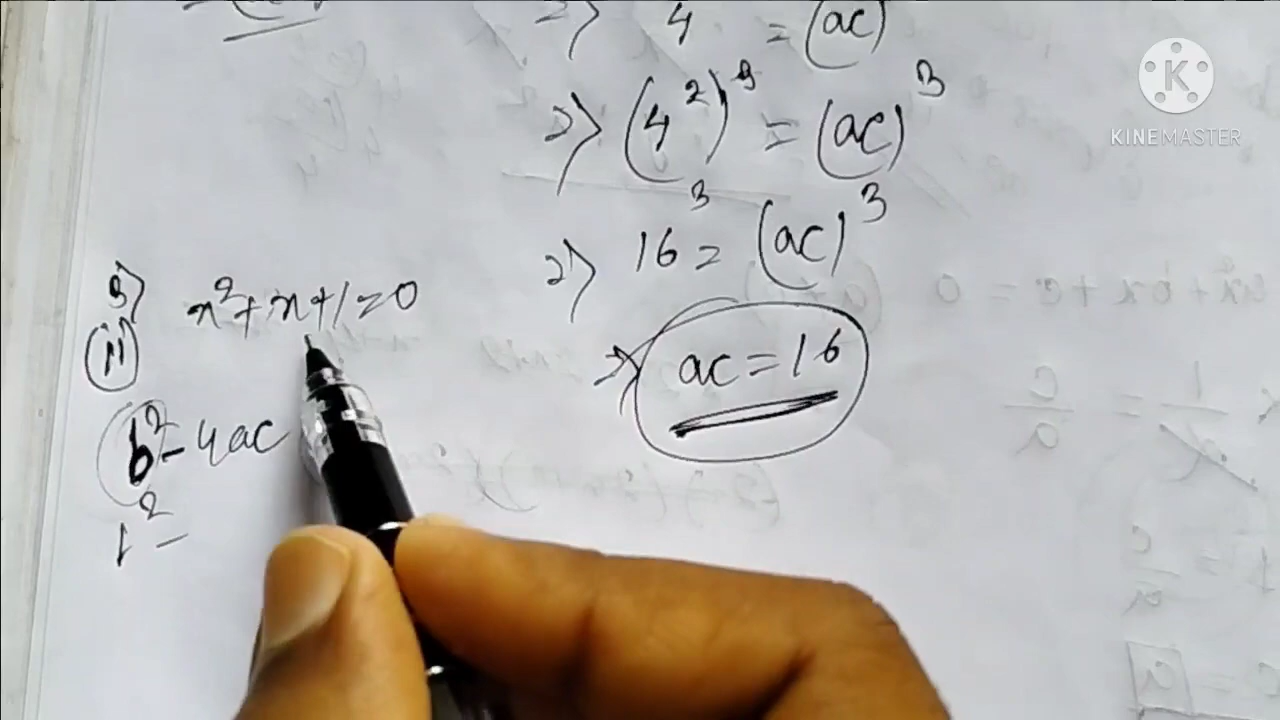 => 4 = (ac)
=> (4²)³ = (ac)³
=> 16³ = (ac)³
=> ac = 16
3) x² + x + 1 = 0
(ii)
b² - 4ac
1² -
K
KINEMASTER